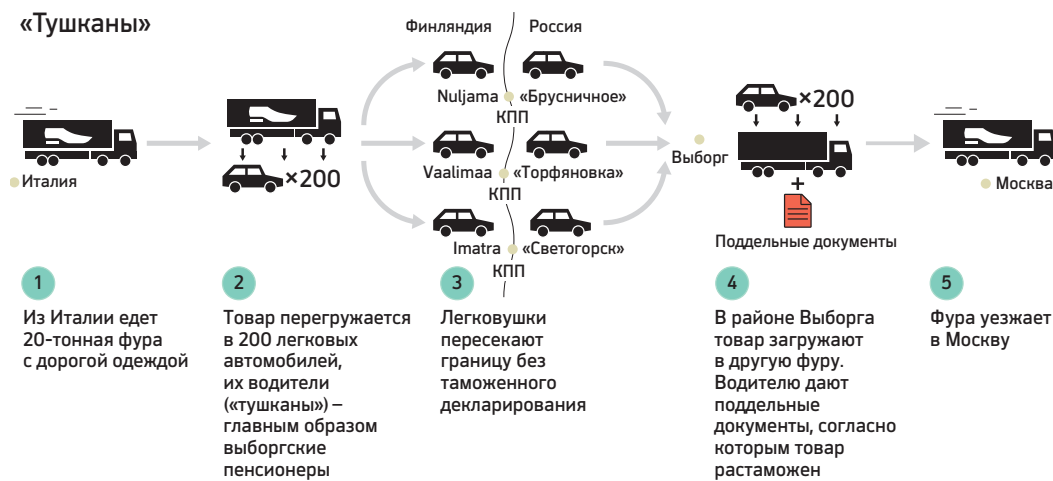 «Тушканы»
Финляндия
Россия
Nuljama
«Брусничное»
КПП
Vaalimaa
«Торфяновка»
КПП
Imatra
«Светогорск»
КПП
Италия
×200
Выборг
×200
+
Поддельные документы
Москва
1
Из Италии едет
20-тонная фура
с дорогой одеждой
2
Товар перегружается
в 200 легковых
автомобилей,
их водители
(«тушканы») –
главным образом
выборгские
пенсионеры
3
Легковушки
пересекают
границу без
таможенного
декларирования
4
В районе Выборга
товар загружают
в другую фуру.
Водителю дают
поддельные
документы, согласно
которым товар
растаможен
5
Фура уезжает
в Москву